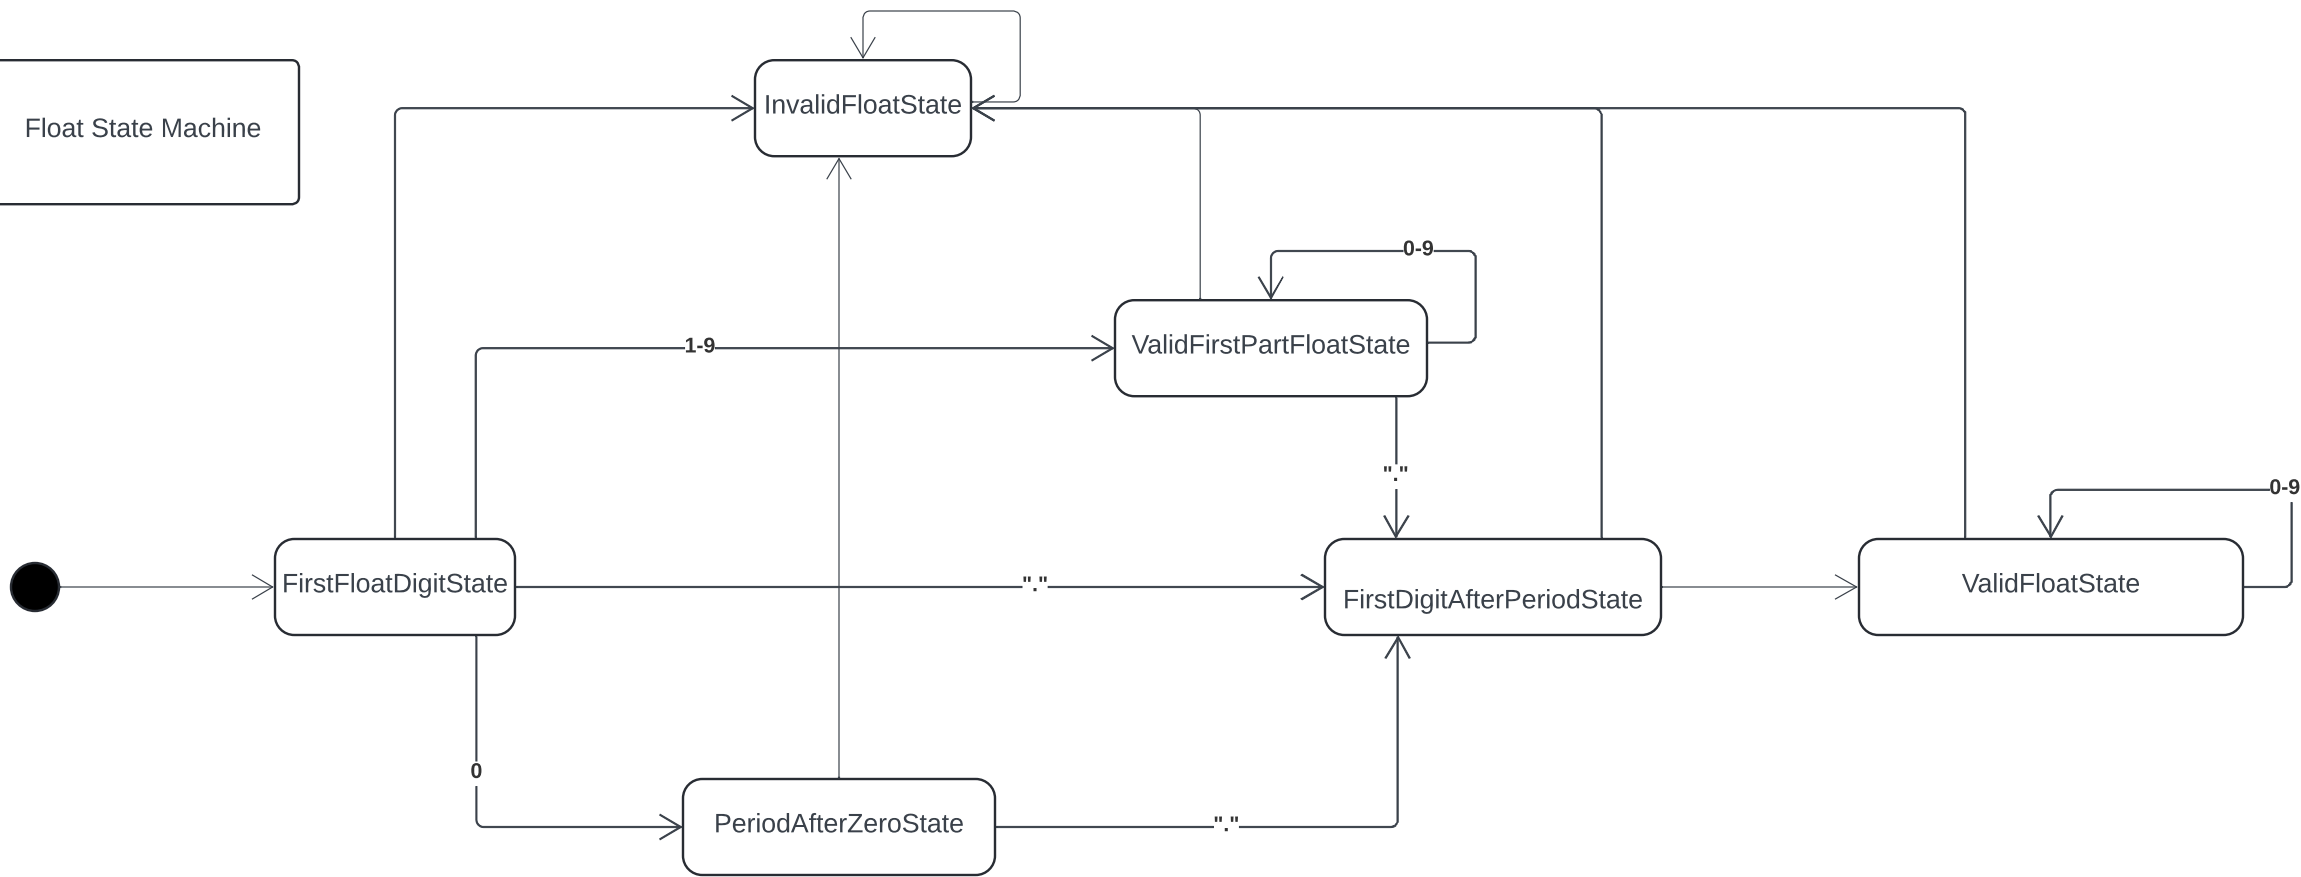 Float State Machine
InvalidFloatState
0-9
1-9
ValidFirstPartFloatState
"."
0-9
FirstFloatDigitState
"."
FirstDigitAfterPeriodState
ValidFloatState
0
PeriodAfterZeroState
"."